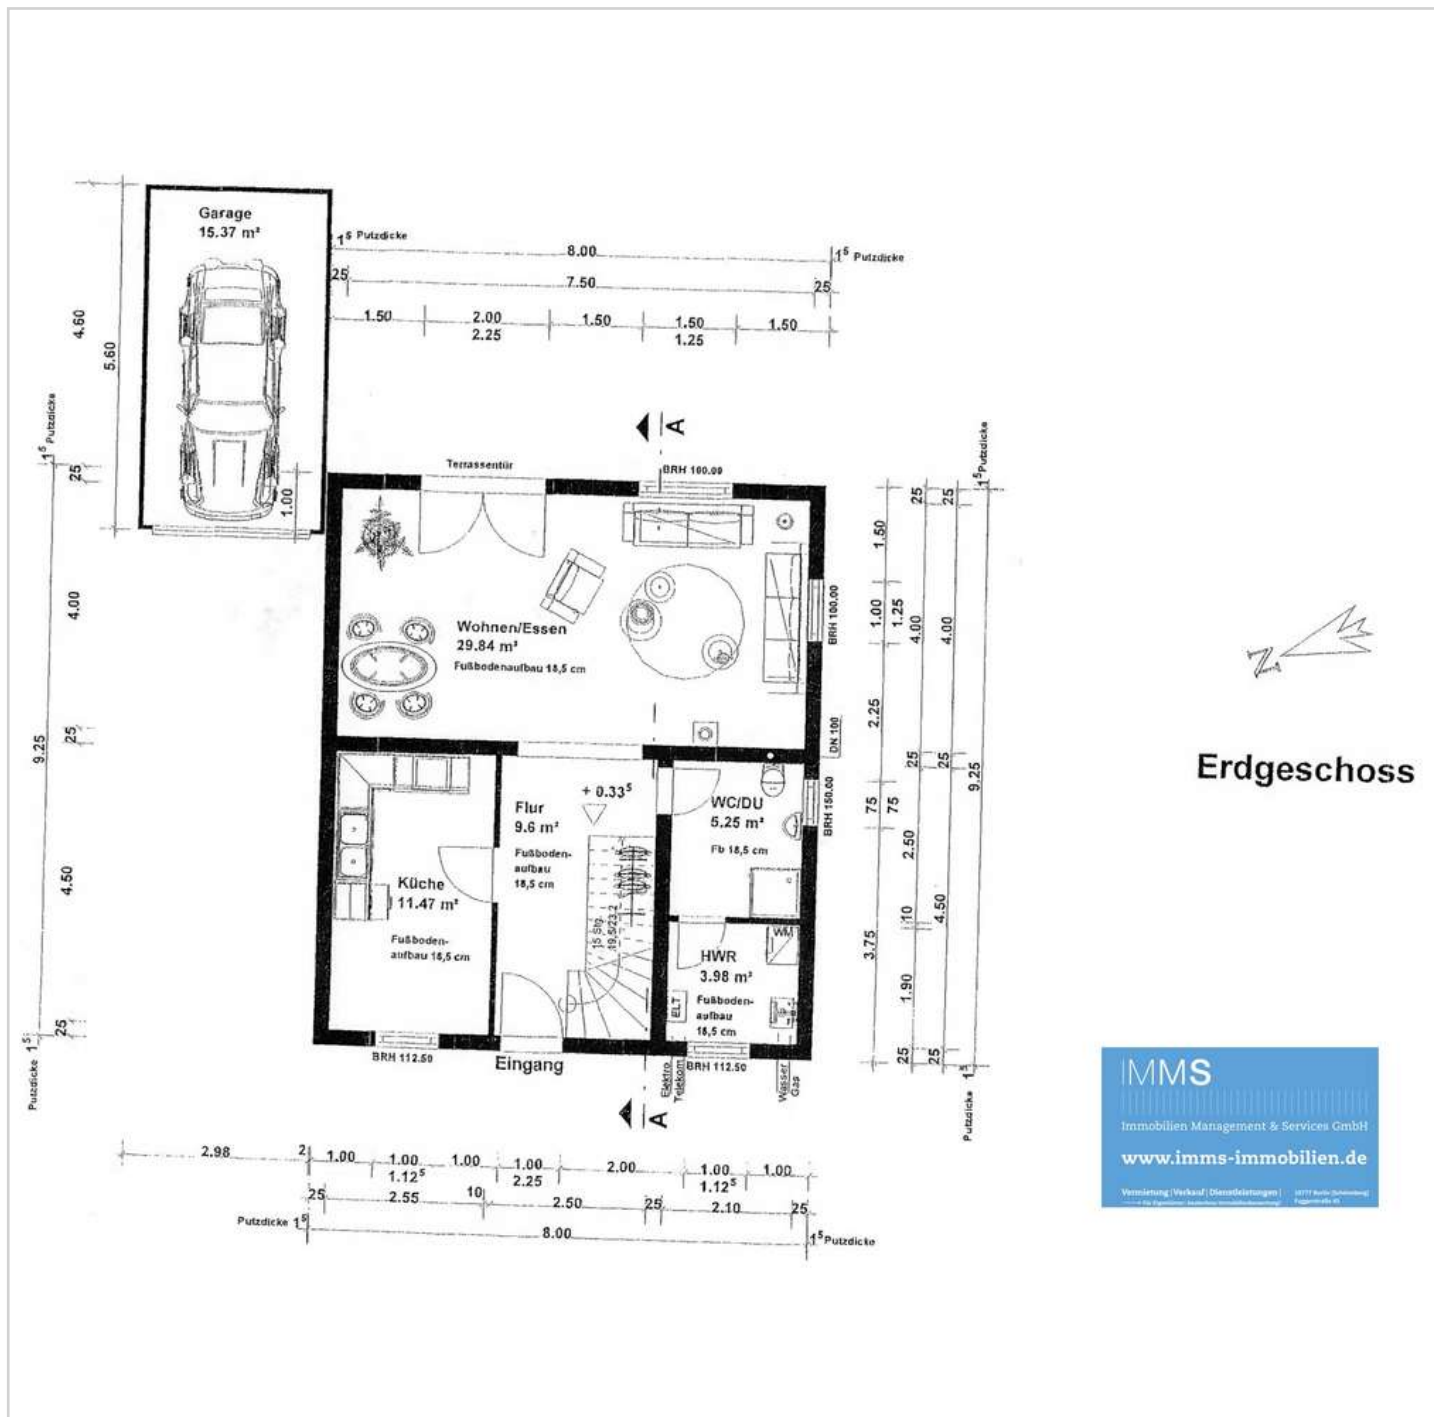 Garage
15.37 m²
1⁵ Putzdicke
8.00
1⁵ Putzdicke
25
7.50
25
1.50
2.00
1.50
1.50
1.50
2.25
1.25
4.60
5.60
1⁵ Putzdicke
25
1.00
4.00
25
9.25
4.50
25
Putzdicke 1⁵
A
Terrassentür
BRH 100.00
Wohnen/Essen
29.84 m²
Fußbodenaufbau 18,5 cm
BRH 100.00
DN 100
BRH 150.00
+ 0.33⁵
Flur
9.6 m²
Fußboden-
aufbau
18,5 cm
WC/DU
5.25 m²
Fb 18,5 cm
Küche
11.47 m²
Fußboden-
aufbau 18,5 cm
15 Stg.
19,5/23,2
WM
HWR
3.98 m²
Fußboden-
aufbau
18,5 cm
ELT
BRH 112.50
Eingang
Elektro
Telekom
BRH 112.50
Wasser
Gas
A
1⁵ Putzdicke
25
25
1.50
1.00
1.25
4.00
4.00
2.25
25
25
75
75
9.25
2.50
10
4.50
3.75
1.90
25
25
Putzdicke 1⁵
N
Erdgeschoss
2.98
2
1.00
1.00
1.00
1.00
2.00
1.00
1.00
1.12⁵
2.25
1.12⁵
25
2.55
10
2.50
25
2.10
25
Putzdicke 1⁵
8.00
1⁵ Putzdicke
IMMS
Immobilien Management & Services GmbH
www.imms-immobilien.de
Vermietung | Verkauf | Dienstleistungen |